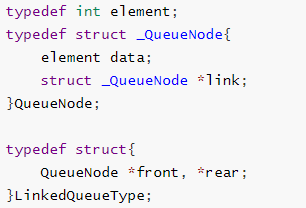 typedef int element;
typedef struct _QueueNode{
    element data;
    struct _QueueNode *link;
}QueueNode;

typedef struct{
    QueueNode *front, *rear;
}LinkedQueueType;